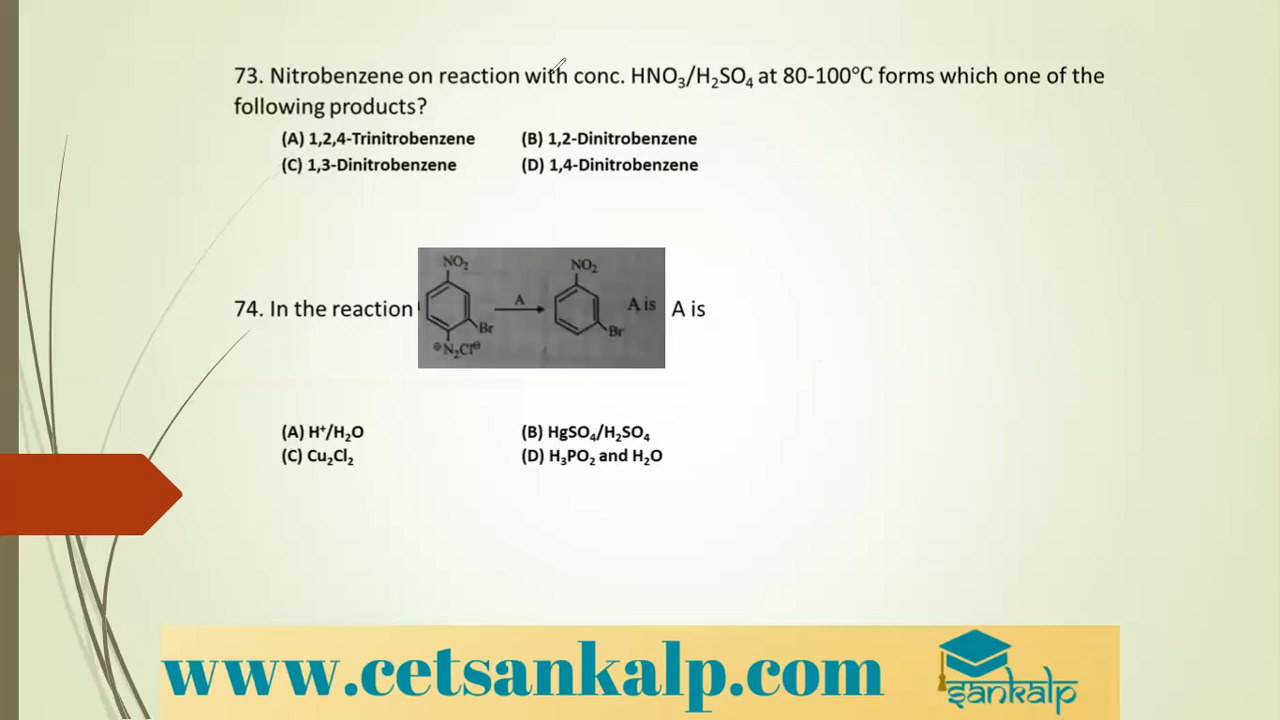 73. Nitrobenzene on reaction with conc. HNO₃/H₂SO₄ at 80-100°C forms which one of the
following products?
(A) 1,2,4-Trinitrobenzene (B) 1,2-Dinitrobenzene
(C) 1,3-Dinitrobenzene (D) 1,4-Dinitrobenzene
NO₂ NO₂
74. In the reaction A A is A is
Br Br
⊕N₂Cl⊖
(A) H⁺/H₂O (B) HgSO₄/H₂SO₄
(C) Cu₂Cl₂ (D) H₃PO₂ and H₂O
www.cetsankalp.com
संnkalp